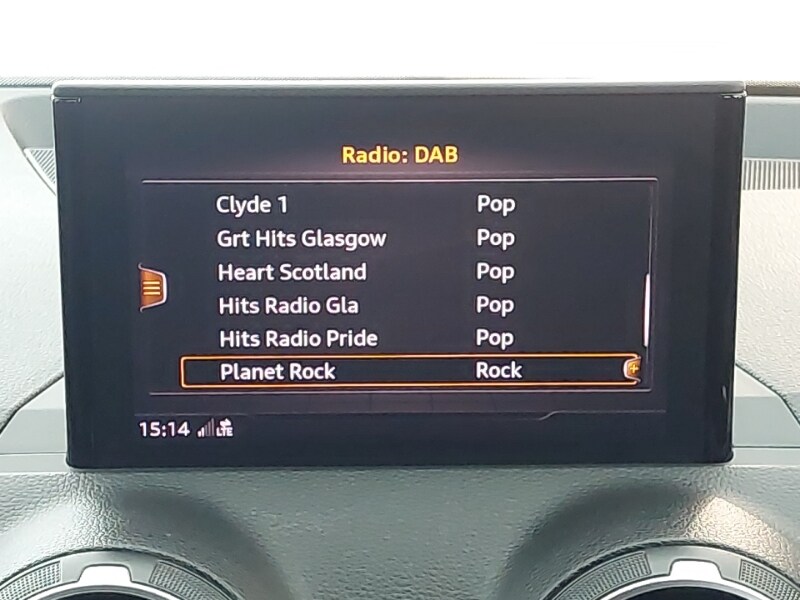 Radio: DAB
Clyde 1 Pop
Grt Hits Glasgow Pop
Heart Scotland Pop
Hits Radio Gla Pop
Hits Radio Pride Pop
Planet Rock Rock
15:14 LTE